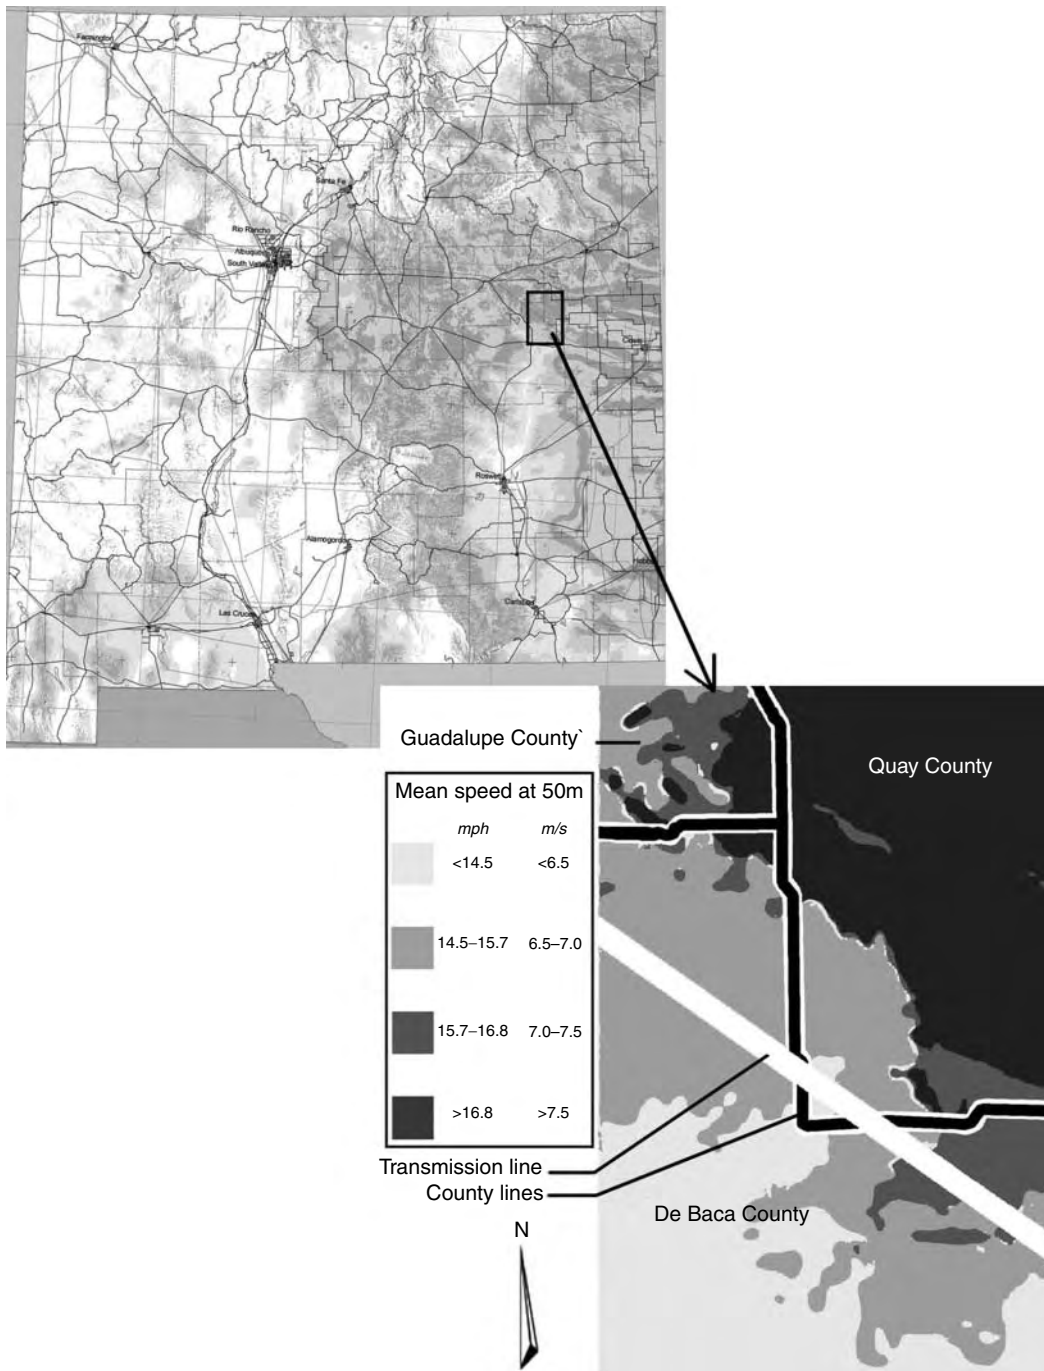 Farmington
Santa Fe
Rio Rancho
Albuquer
South Valley
Clovis
Roswell
Alamogordo
Hobbs
Carlsbad
Las Cruces
Guadalupe County`
Quay County
Mean speed at 50m
mph m/s
<14.5 <6.5
14.5–15.7 6.5–7.0
15.7–16.8 7.0–7.5
>16.8 >7.5
Transmission line
County lines
De Baca County
N